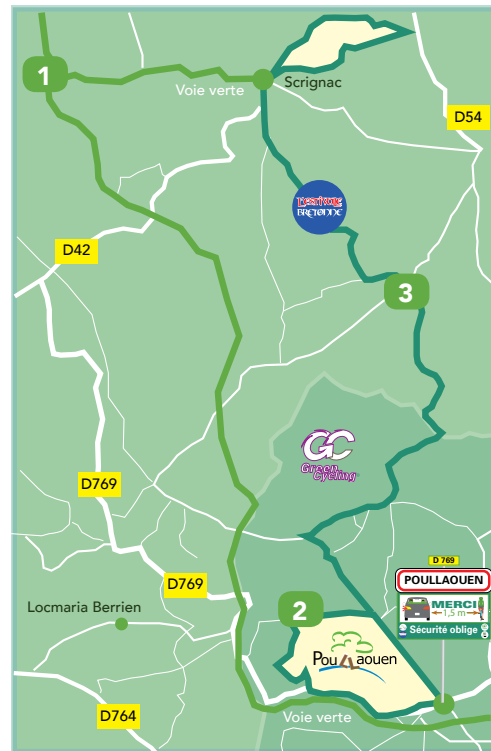 1
Voie verte
Scrignac
D54
L'ESTIVALE
BRETONNE
D42
3
GC
Green
Cycling
D769
D 769
POULLAOUEN
MERCI
1,5 m
Sécurité oblige
D769
Locmaria Berrien
2
Poullaouen
D764
Voie verte